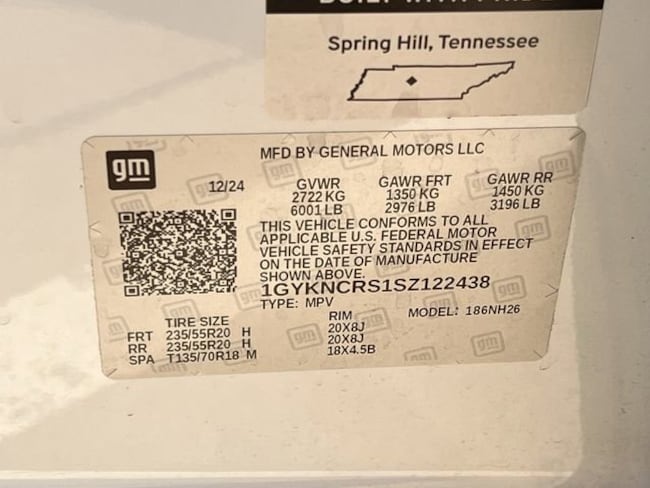 Spring Hill, Tennessee
gm
MFD BY GENERAL MOTORS LLC
12/24 GVWR GAWR FRT GAWR RR
2722 KG 1350 KG 1450 KG
6001 LB 2976 LB 3196 LB
THIS VEHICLE CONFORMS TO ALL
APPLICABLE U.S. FEDERAL MOTOR
VEHICLE SAFETY STANDARDS IN EFFECT
ON THE DATE OF MANUFACTURE
SHOWN ABOVE.
1GYKNCRS1SZ122438
TYPE: MPV MODEL: 186NH26
TIRE SIZE RIM
FRT 235/55R20 H 20X8J
RR 235/55R20 H 20X8J
SPA T135/70R18 M 18X4.5B